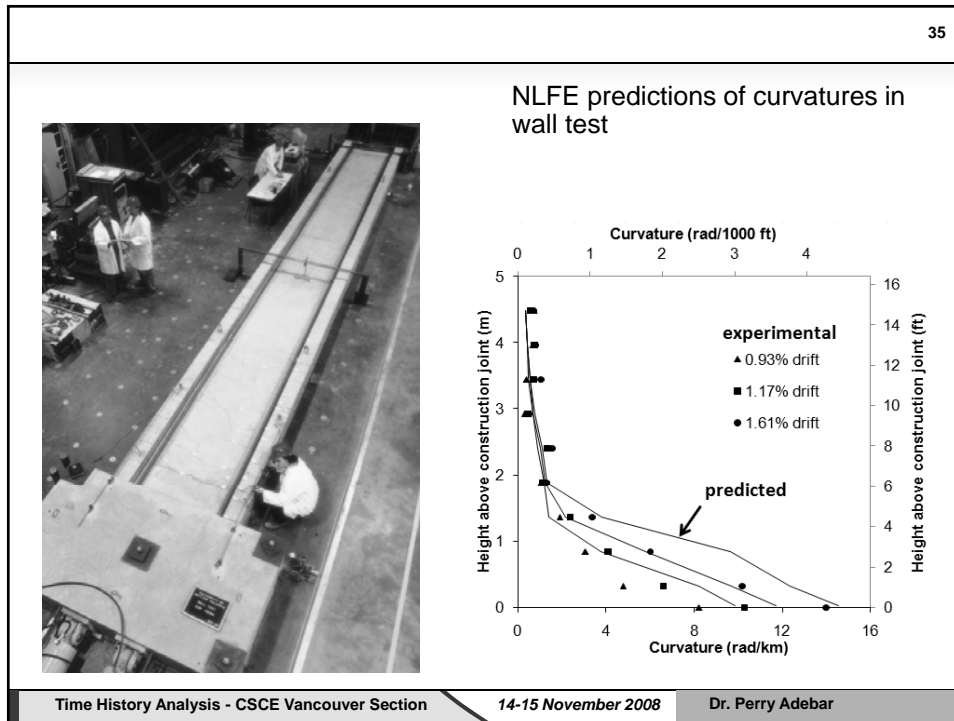 35
NLFE predictions of curvatures in
wall test
Curvature (rad/1000 ft)
0 1 2 3 4
5
4
3
2
1
0
Height above construction joint (m)
experimental
0.93% drift
1.17% drift
1.61% drift
predicted
16
14
12
10
8
6
4
2
0
Height above construction joint (ft)
0 4 8 12 16
Curvature (rad/km)
Time History Analysis - CSCE Vancouver Section
14-15 November 2008
Dr. Perry Adebar